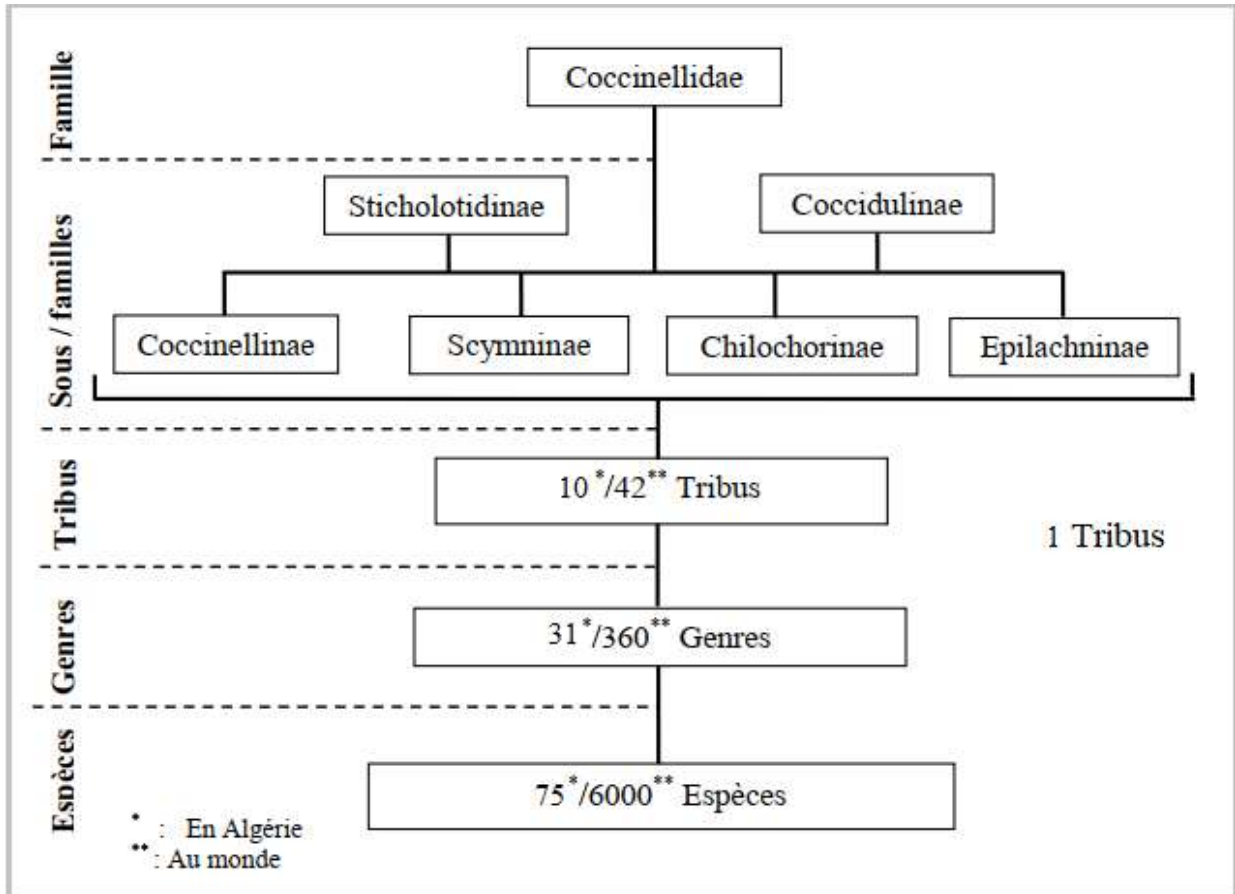 Famille
Coccinellidae
Sous / familles
Sticholotidinae
Coccidulinae
Coccinellinae
Scymninae
Chilochorinae
Epilachninae
Tribus
10*/42** Tribus
1 Tribus
Genres
31*/360** Genres
Espèces
75*/6000** Espèces
* : En Algérie
** : Au monde